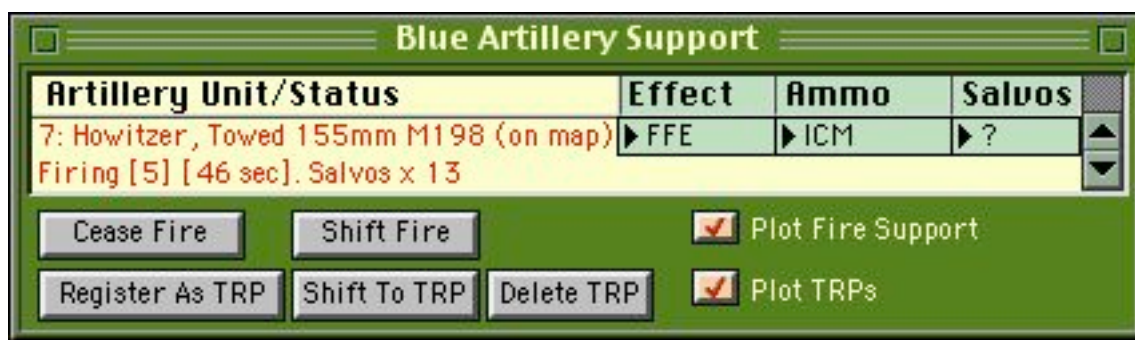 Blue Artillery Support
Artillery Unit/Status Effect Ammo Salvos
7: Howitzer, Towed 155mm M198 (on map) FFE ICM ?
Firing [5] [46 sec]. Salvos x 13
Cease Fire Shift Fire Plot Fire Support
Register As TRP Shift To TRP Delete TRP Plot TRPs